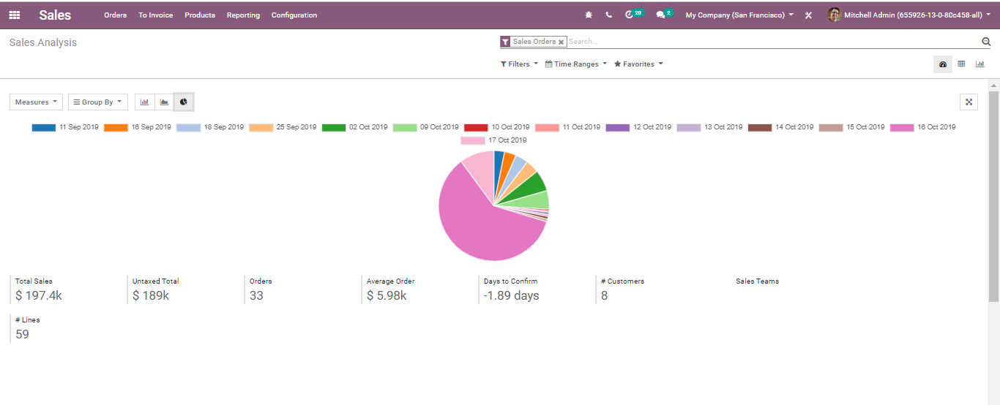 Sales Orders To Invoice Products Reporting Configuration 20 2 My Company (San Francisco) Mitchell Admin (655926-13-0-80c458-all)
Sales Analysis Sales Orders Search...
Filters Time Ranges Favorites
Measures Group By
11 Sep 2019 16 Sep 2019 18 Sep 2019 25 Sep 2019 02 Oct 2019 09 Oct 2019 10 Oct 2019 11 Oct 2019 12 Oct 2019 13 Oct 2019 14 Oct 2019 15 Oct 2019 16 Oct 2019
17 Oct 2019
Total Sales Untaxed Total Orders Average Order Days to Confirm # Customers Sales Teams
$ 197.4k $ 189k 33 $ 5.98k -1.89 days 8
# Lines
59